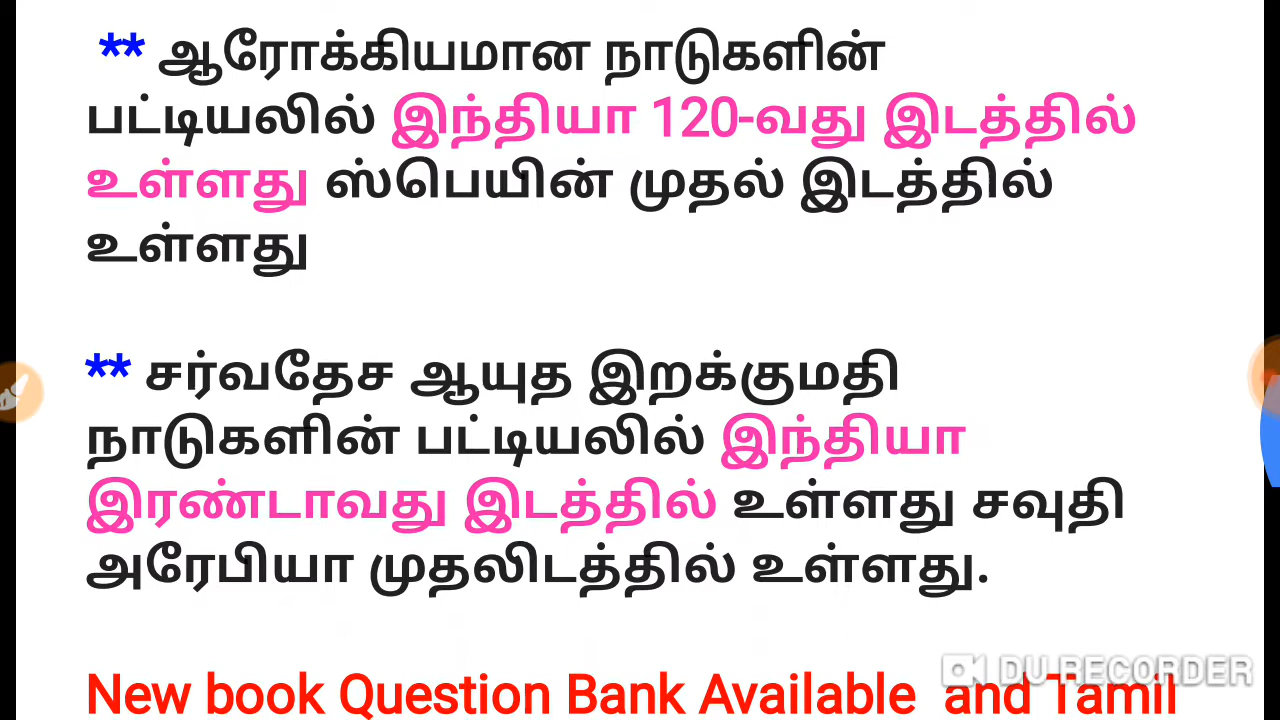 ** ஆரோக்கியமான நாடுகளின்
பட்டியலில் இந்தியா 120-வது இடத்தில்
உள்ளது ஸ்பெயின் முதல் இடத்தில்
உள்ளது
** சர்வதேச ஆயுத இறக்குமதி
நாடுகளின் பட்டியலில் இந்தியா
இரண்டாவது இடத்தில் உள்ளது சவுதி
அரேபியா முதலிடத்தில் உள்ளது.
DU RECORDER
New book Question Bank Available and Tamil